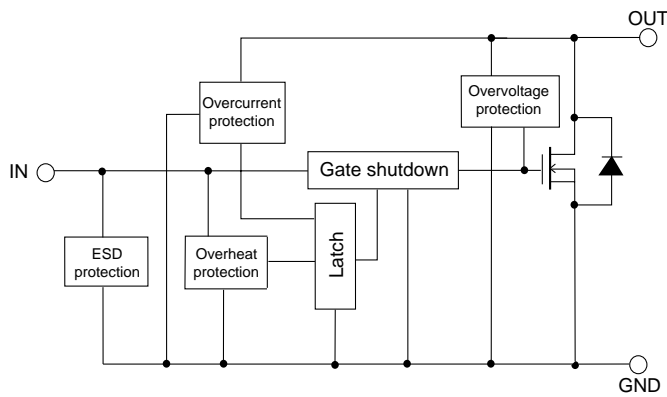 OUT
Overcurrent
protection
Overvoltage
protection
IN
Gate shutdown
ESD
protection
Overheat
protection
Latch
GND